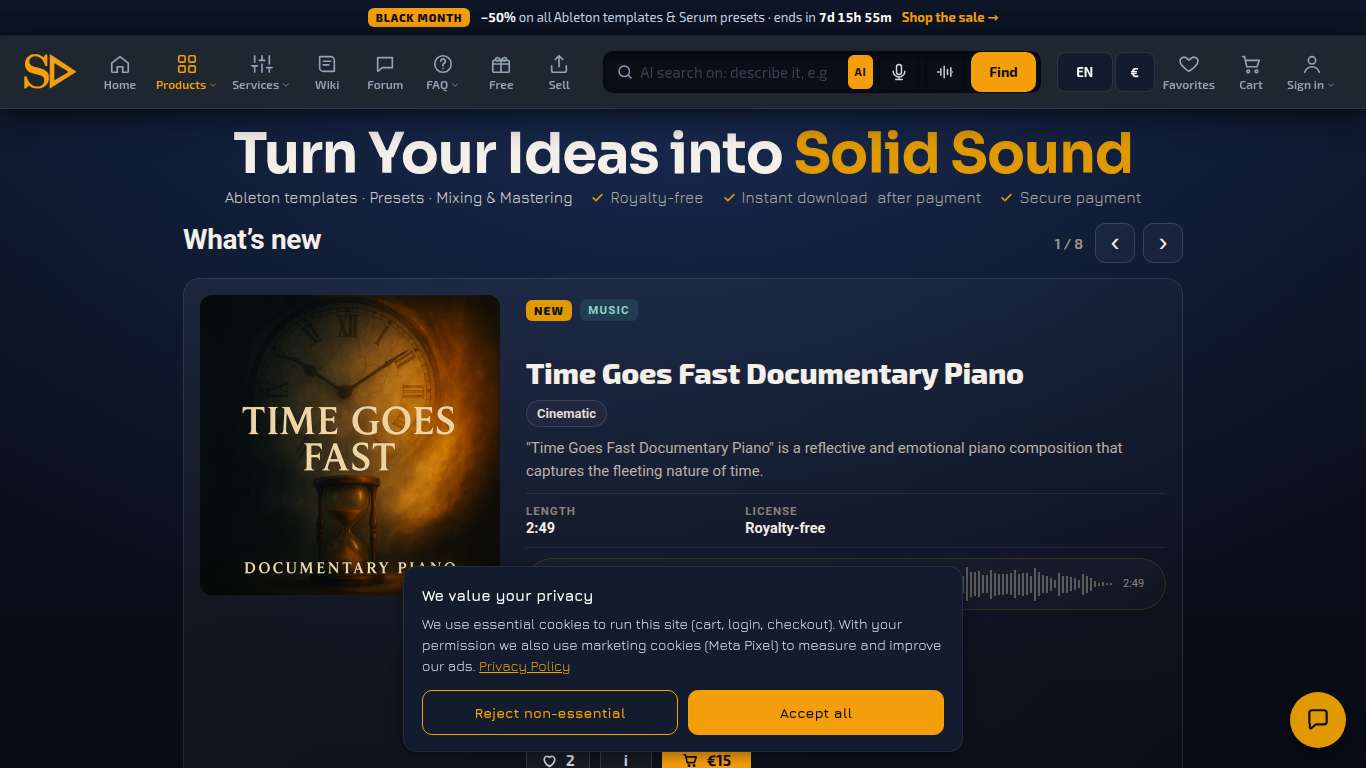 BLACK MONTH −50% on all Ableton templates & Serum presets · ends in 7d 15h 55m Shop the sale →
SD
Home Products Services Wiki Forum FAQ Free Sell AI search on: describe it, e.g AI Find EN € Favorites Cart Sign in
Turn Your Ideas into Solid Sound
Ableton templates · Presets · Mixing & Mastering ✓ Royalty-free ✓ Instant download after payment ✓ Secure payment
What's new
1 / 8 ‹ ›
NEW MUSIC
TIME GOES
FAST
DOCUMENTARY PIANO
Time Goes Fast Documentary Piano
Cinematic
"Time Goes Fast Documentary Piano" is a reflective and emotional piano composition that
captures the fleeting nature of time.
LENGTH LICENSE
2:49 Royalty-free
2:49
We value your privacy
We use essential cookies to run this site (cart, login, checkout). With your
permission we also use marketing cookies (Meta Pixel) to measure and improve
our ads. Privacy Policy
Reject non-essential Accept all
2 i €15